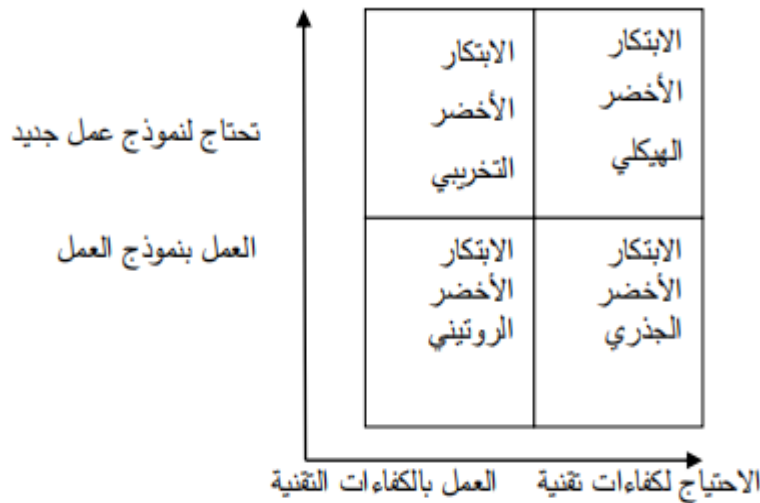 الابتكار
الأخضر
الهيكلي
الابتكار
الأخضر
التخريبي
تحتاج لنموذج عمل جديد
الابتكار
الأخضر
الجذري
الابتكار
الأخضر
الروتيني
العمل بنموذج العمل
الاحتياج لكفاءات تقنية
العمل بالكفاءات التقنية